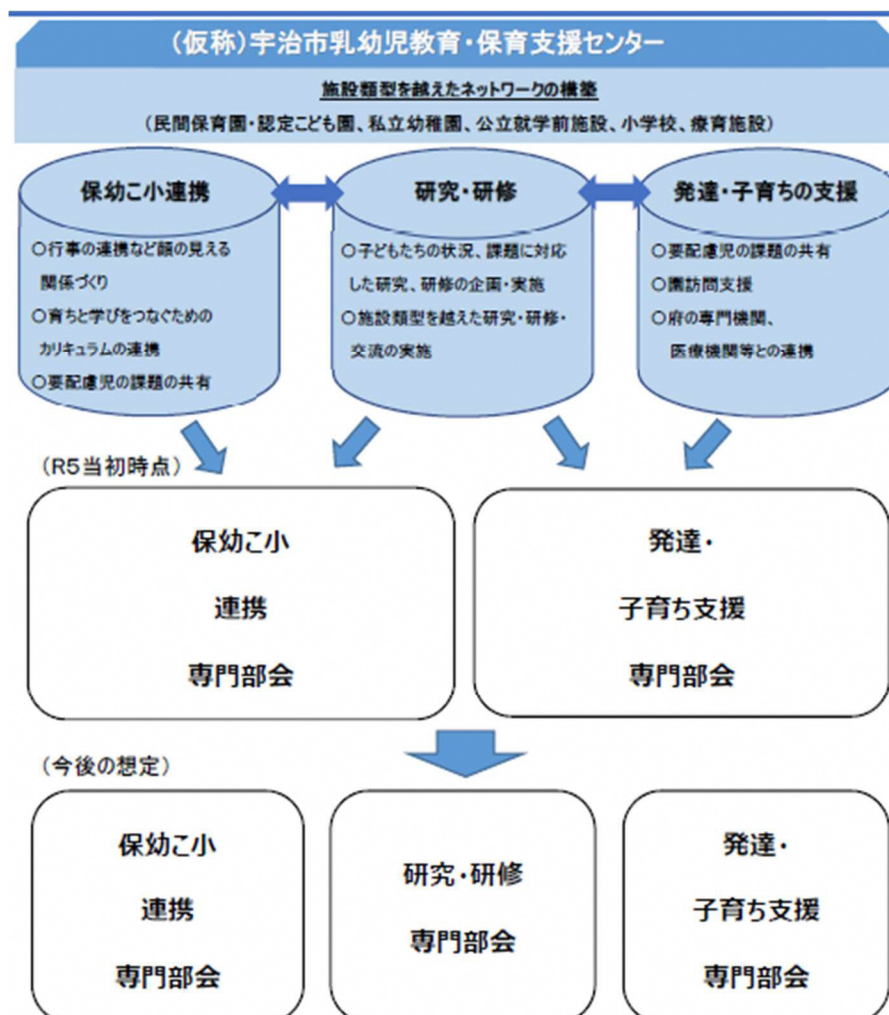 (仮称)宇治市乳幼児教育・保育支援センター
施設類型を越えたネットワークの構築
(民間保育園・認定こども園、私立幼稚園、公立就学前施設、小学校、療育施設)
保幼こ小連携
○行事の連携など顔の見える
関係づくり
○育ちと学びをつなぐための
カリキュラムの連携
○要配慮児の課題の共有
研究・研修
○子どもたちの状況、課題に対応
した研究、研修の企画・実施
○施設類型を越えた研究・研修・
交流の実施
発達・子育ちの支援
○要配慮児の課題の共有
○園訪問支援
○府の専門機関、
医療機関等との連携
(R5当初時点)
保幼こ小
連携
専門部会
発達・
子育ち支援
専門部会
(今後の想定)
保幼こ小
連携
専門部会
研究・研修
専門部会
発達・
子育ち支援
専門部会